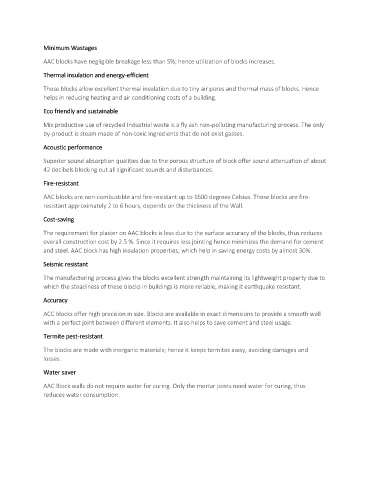 Minimum Wastages
AAC blocks have negligible breakage less than 5%; hence utilization of blocks increases.
Thermal insulation and energy-efficient
These blocks allow excellent thermal insulation due to tiny air pores and thermal mass of blocks. Hence
helps in reducing heating and air conditioning costs of a building.
Eco friendly and sustainable
Mix productive use of recycled industrial waste is a fly ash non-polluting manufacturing process. The only
by-product is steam made of non-toxic ingredients that do not exist gasses.
Acoustic performance
Superior sound absorption qualities due to the porous structure of block offer sound attenuation of about
42 decibels blocking out all significant sounds and disturbances.
Fire-resistant
AAC blocks are non-combustible and fire-resistant up to 1600 degrees Celsius. These blocks are fire-
resistant approximately 2 to 6 hours, depends on the thickness of the Wall.
Cost-saving
The requirement for plaster on AAC blocks is less due to the surface accuracy of the blocks, thus reduces
overall construction cost by 2.5 %. Since it requires less jointing hence minimizes the demand for cement
and steel. AAC block has high insulation properties, which help in saving energy costs by almost 30%.
Seismic resistant
The manufacturing process gives the blocks excellent strength maintaining its lightweight property due to
which the steadiness of these blocks in buildings is more reliable, making it earthquake resistant.
Accuracy
ACC blocks offer high precision in size. Blocks are available in exact dimensions to provide a smooth wall
with a perfect joint between different elements. It also helps to save cement and steel usage.
Termite pest-resistant
The blocks are made with inorganic materials; hence it keeps termites away, avoiding damages and
losses.
Water saver
AAC Block walls do not require water for curing. Only the mortar joints need water for curing, thus
reduces water consumption.